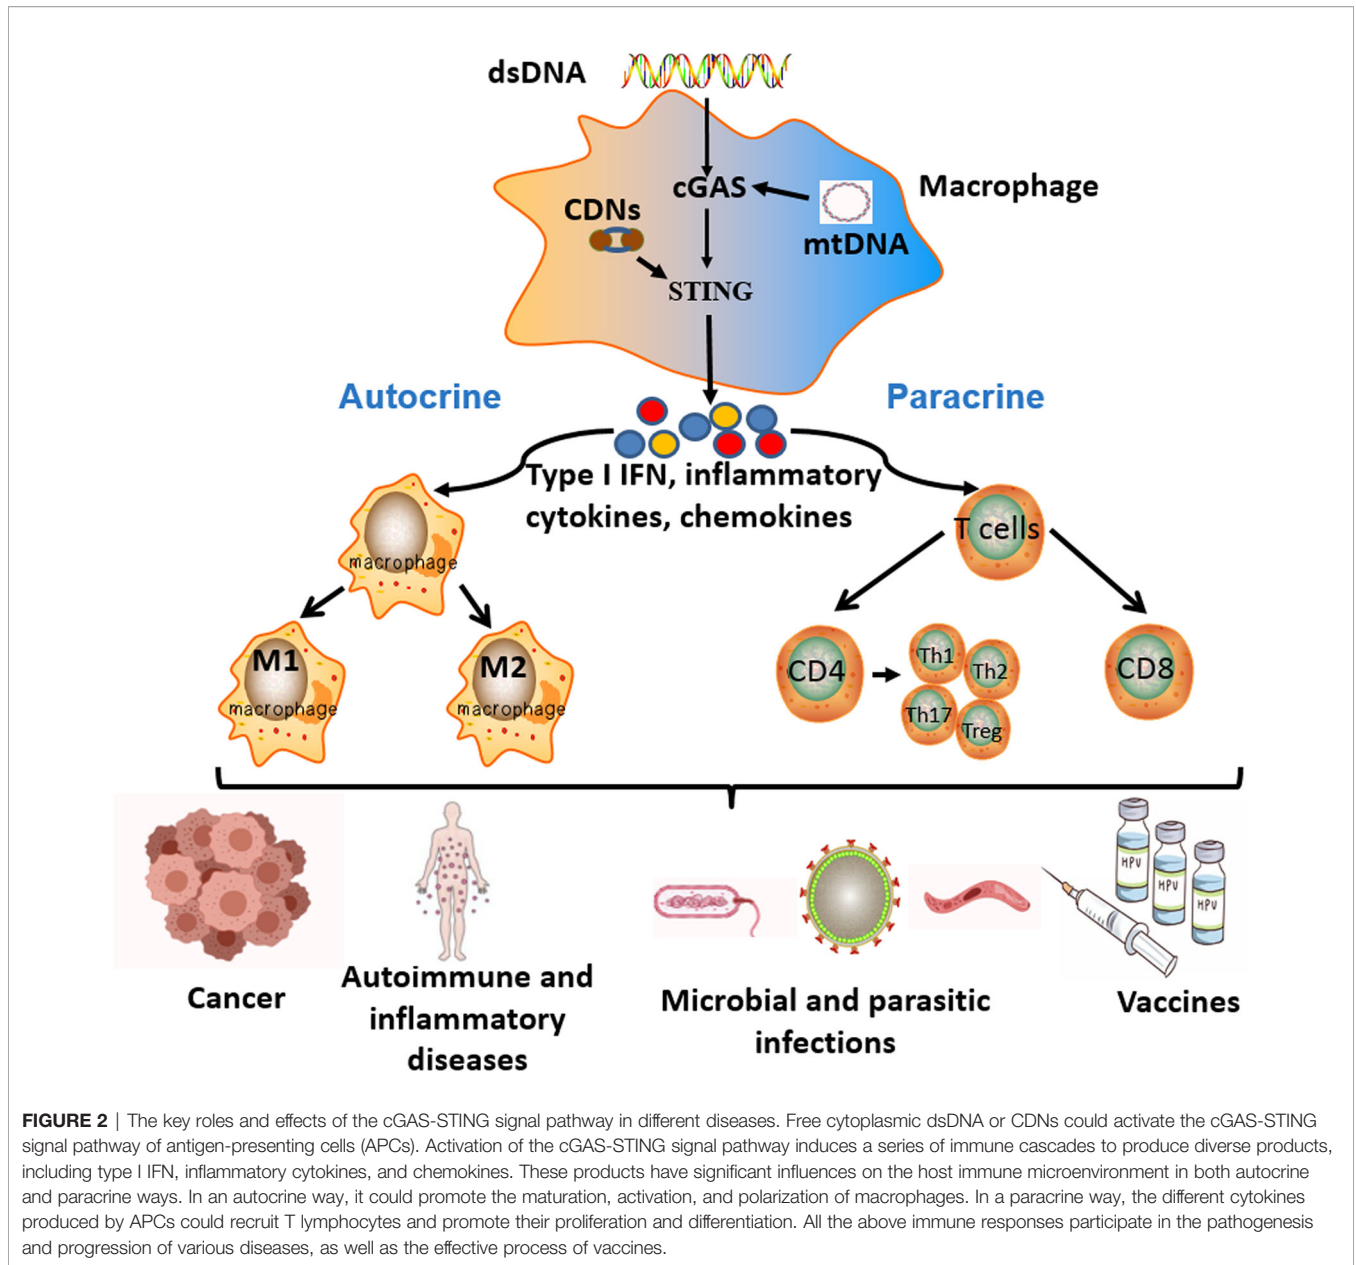 dsDNA
cGAS
Macrophage
CDNs
mtDNA
STING
Autocrine
Paracrine
Type I IFN, inflammatory
cytokines, chemokines
macrophage
T cells
M1
macrophage
M2
macrophage
CD4
Th1
Th2
Th17
Treg
CD8
HPV
HPV
HPV
Cancer
Autoimmune and
inflammatory
diseases
Microbial and parasitic
infections
Vaccines
FIGURE 2 | The key roles and effects of the cGAS-STING signal pathway in different diseases. Free cytoplasmic dsDNA or CDNs could activate the cGAS-STING
signal pathway of antigen-presenting cells (APCs). Activation of the cGAS-STING signal pathway induces a series of immune cascades to produce diverse products,
including type I IFN, inflammatory cytokines, and chemokines. These products have significant influences on the host immune microenvironment in both autocrine
and paracrine ways. In an autocrine way, it could promote the maturation, activation, and polarization of macrophages. In a paracrine way, the different cytokines
produced by APCs could recruit T lymphocytes and promote their proliferation and differentiation. All the above immune responses participate in the pathogenesis
and progression of various diseases, as well as the effective process of vaccines.